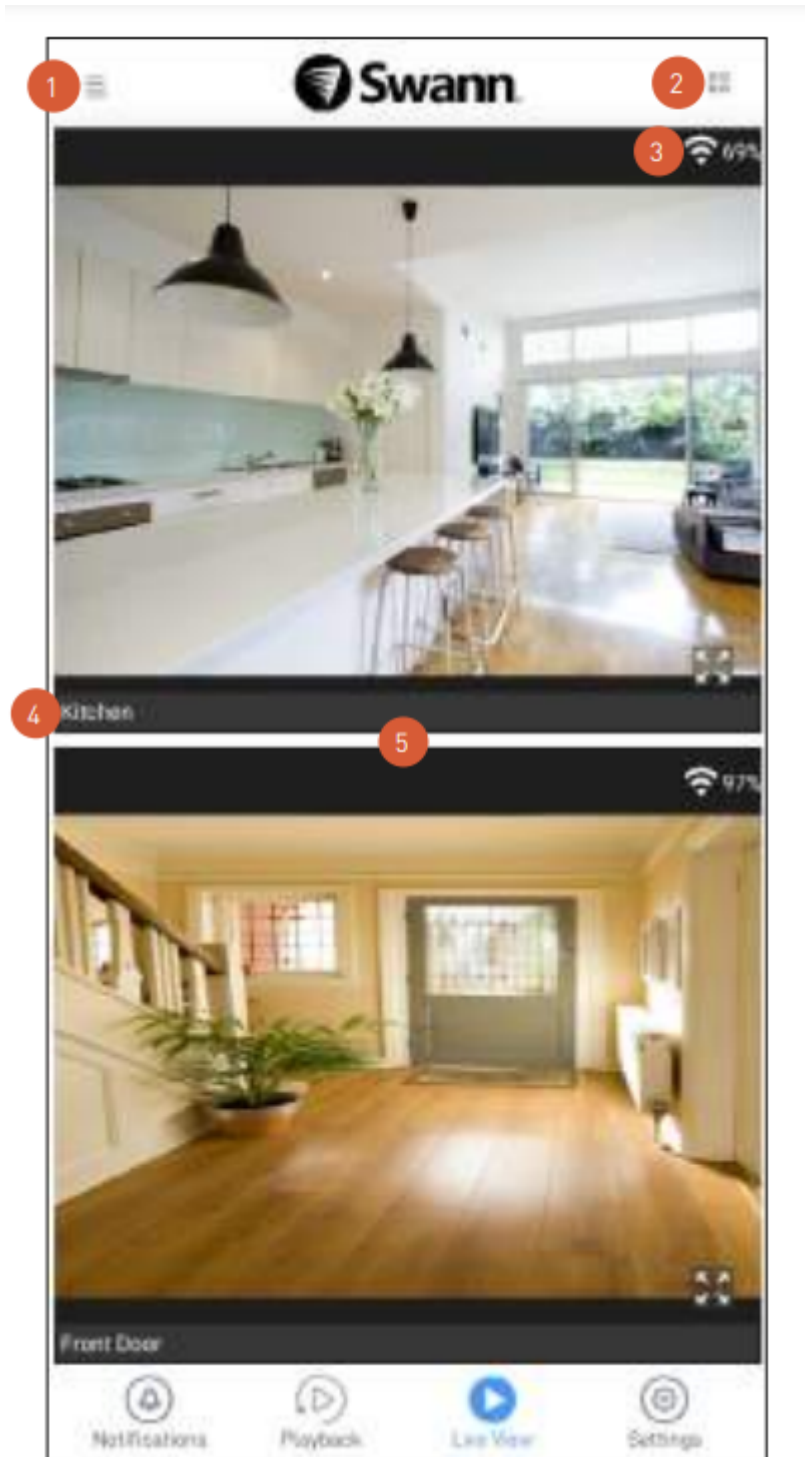 1
Swann
2
3
69%
4
Kitchen
5
97%
Front Door
Notifications
Playback
Live View
Settings